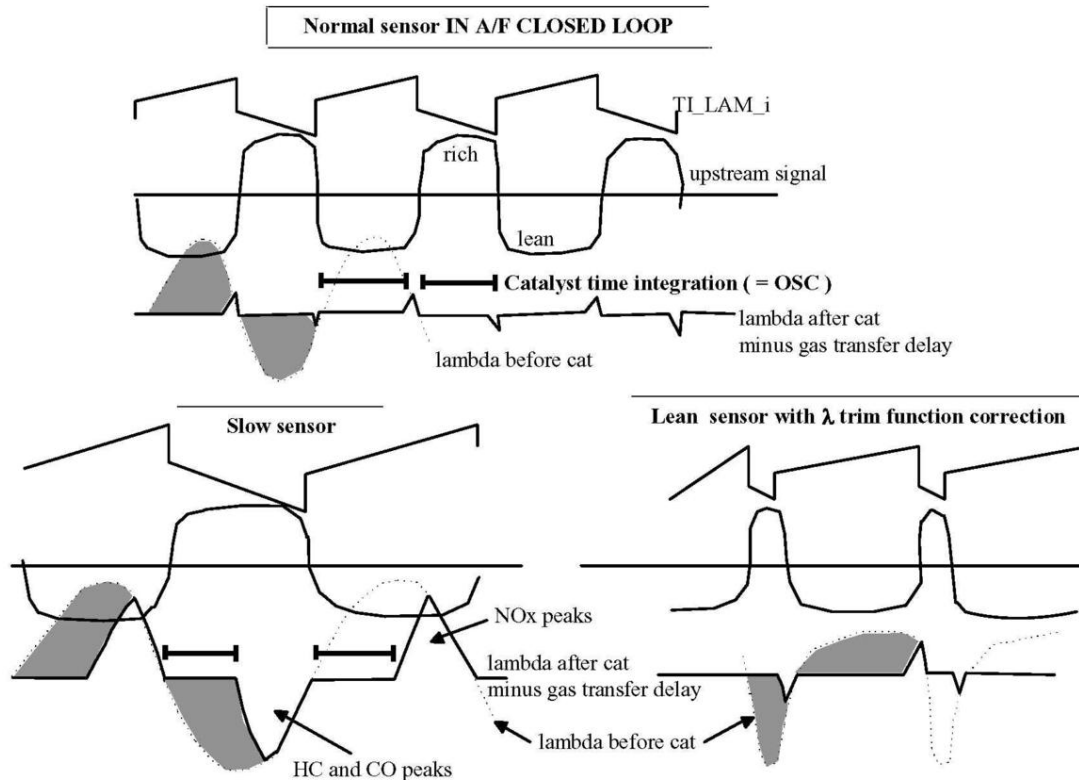 Normal sensor IN A/F CLOSED LOOP
TI_LAM_i
rich
upstream signal
lean
Catalyst time integration ( = OSC )
lambda after cat
minus gas transfer delay
lambda before cat
Slow sensor
Lean sensor with λ trim function correction
NOx peaks
lambda after cat
minus gas transfer delay
lambda before cat
HC and CO peaks